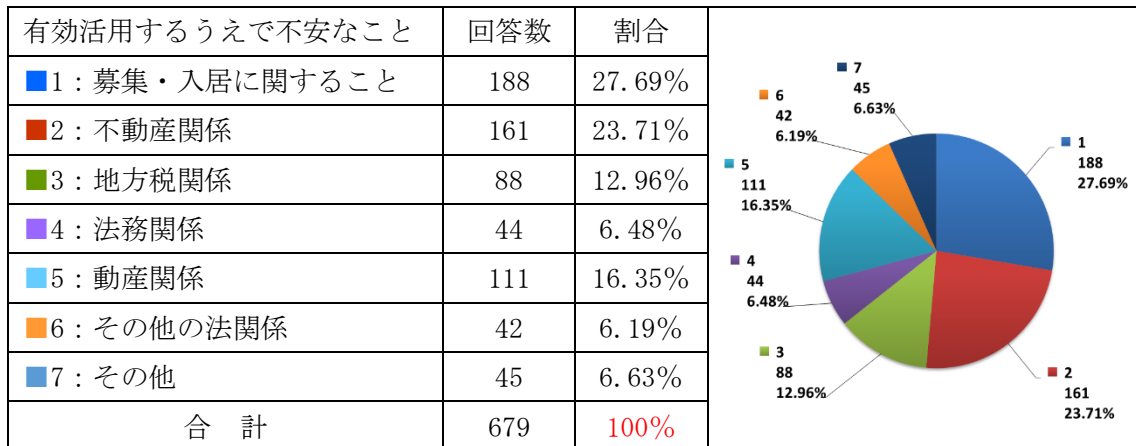 有効活用するうえで不安なこと 回答数 割合
■1：募集・入居に関すること 188 27.69%
■2：不動産関係 161 23.71%
■3：地方税関係 88 12.96%
■4：法務関係 44 6.48%
■5：動産関係 111 16.35%
■6：その他の法関係 42 6.19%
■7：その他 45 6.63%
合　計 679 100%
7
45
6.63%
6
42
6.19%
1
188
27.69%
5
111
16.35%
4
44
6.48%
3
88
12.96%
2
161
23.71%